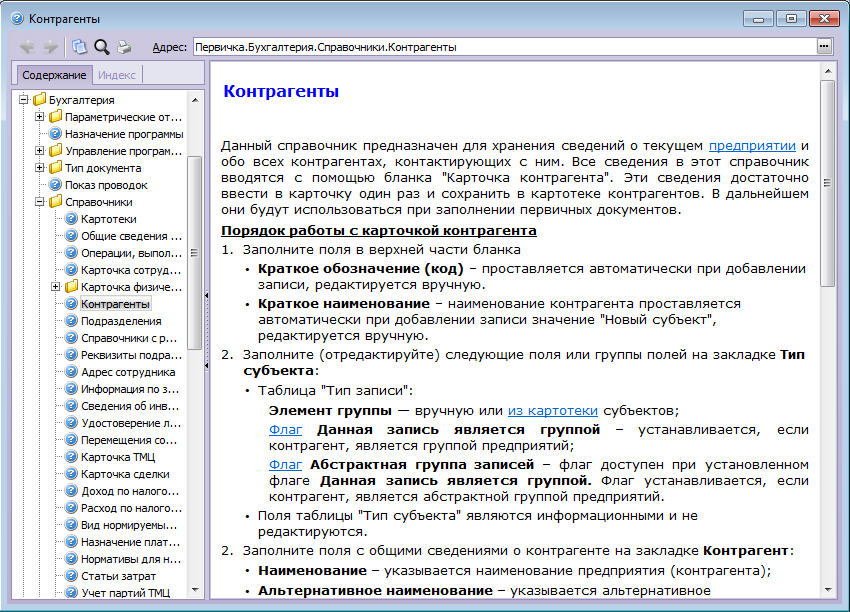 Контрагенты
Адрес: Первичка.Бухгалтерия.Справочники.Контрагенты
Содержание Индекс
Бухгалтерия
Параметрические от...
Назначение программы
Управление програм...
Тип документа
Показ проводок
Справочники
Картотеки
Общие сведения ...
Операции, выпол...
Карточка сотруд...
Карточка физиче...
Контрагенты
Подразделения
Справочники с р...
Реквизиты подра...
Адрес сотрудника
Информация по з...
Сведения об инв...
Удостоверение л...
Перемещения со...
Карточка ТМЦ
Карточка сделки
Доход по налого...
Расход по налого...
Вид нормируемы...
Назначение плат...
Нормативы для н...
Статьи затрат
Учет партий ТМЦ
Контрагенты
Данный справочник предназначен для хранения сведений о текущем предприятии и
обо всех контрагентах, контактирующих с ним. Все сведения в этот справочник
вводятся с помощью бланка "Карточка контрагента". Эти сведения достаточно
ввести в карточку один раз и сохранить в картотеке контрагентов. В дальнейшем
они будут использоваться при заполнении первичных документов.
Порядок работы с карточкой контрагента
1. Заполните поля в верхней части бланка
• Краткое обозначение (код) – проставляется автоматически при добавлении
записи, редактируется вручную.
• Краткое наименование – наименование контрагента проставляется
автоматически при добавлении записи значение "Новый субъект",
редактируется вручную.
2. Заполните (отредактируйте) следующие поля или группы полей на закладке Тип
субъекта:
• Таблица "Тип записи":
Элемент группы — вручную или из картотеки субъектов;
Флаг Данная запись является группой – устанавливается, если
контрагент, является группой предприятий;
Флаг Абстрактная группа записей – флаг доступен при установленном
флаге Данная запись является группой. Флаг устанавливается, если
контрагент, является абстрактной группой предприятий.
• Поля таблицы "Тип субъекта" являются информационными и не
редактируются.
2. Заполните поля с общими сведениями о контрагенте на закладке Контрагент:
• Наименование – указывается наименование предприятия (контрагента);
• Альтернативное наименование – указывается альтернативное